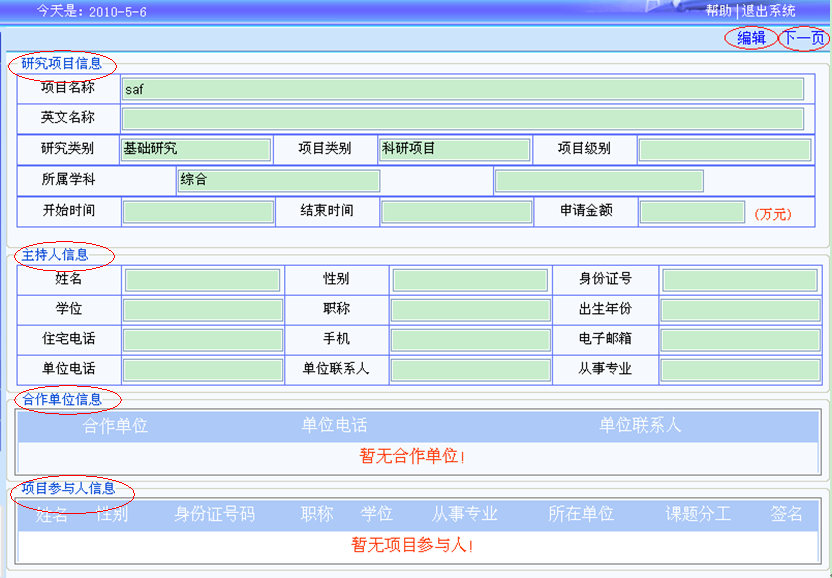 今天是：2010-5-6 帮助|退出系统
编辑 下一页
研究项目信息
项目名称 saf
英文名称
研究类别 基础研究 项目类别 科研项目 项目级别
所属学科 综合
开始时间 结束时间 申请金额 (万元)
主持人信息
姓名 性别 身份证号
学位 职称 出生年份
住宅电话 手机 电子邮箱
单位电话 单位联系人 从事专业
合作单位信息
合作单位 单位电话 单位联系人
暂无合作单位!
项目参与人信息
姓名 性别 身份证号码 职称 学位 从事专业 所在单位 课题分工 签名
暂无项目参与人!